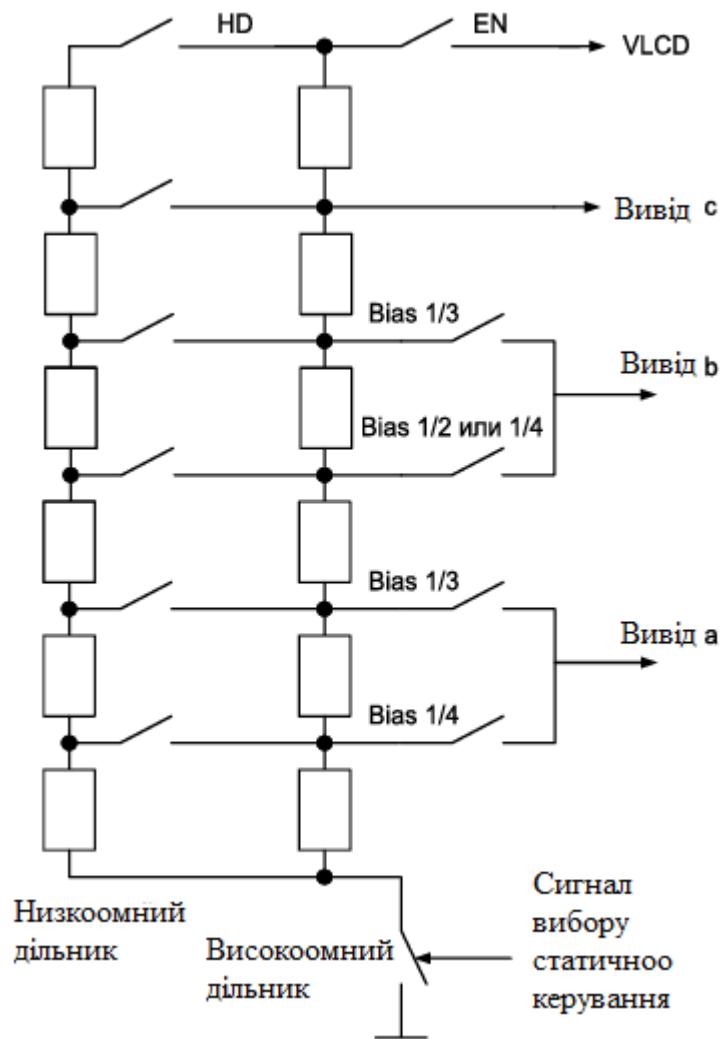 HD
EN
VLCD
Вивід c
Bias 1/3
Вивід b
Bias 1/2 или 1/4
Bias 1/3
Вивід a
Bias 1/4
Низкоомний
дільник
Високоомний
дільник
Сигнал
вибору
статичноо
керування